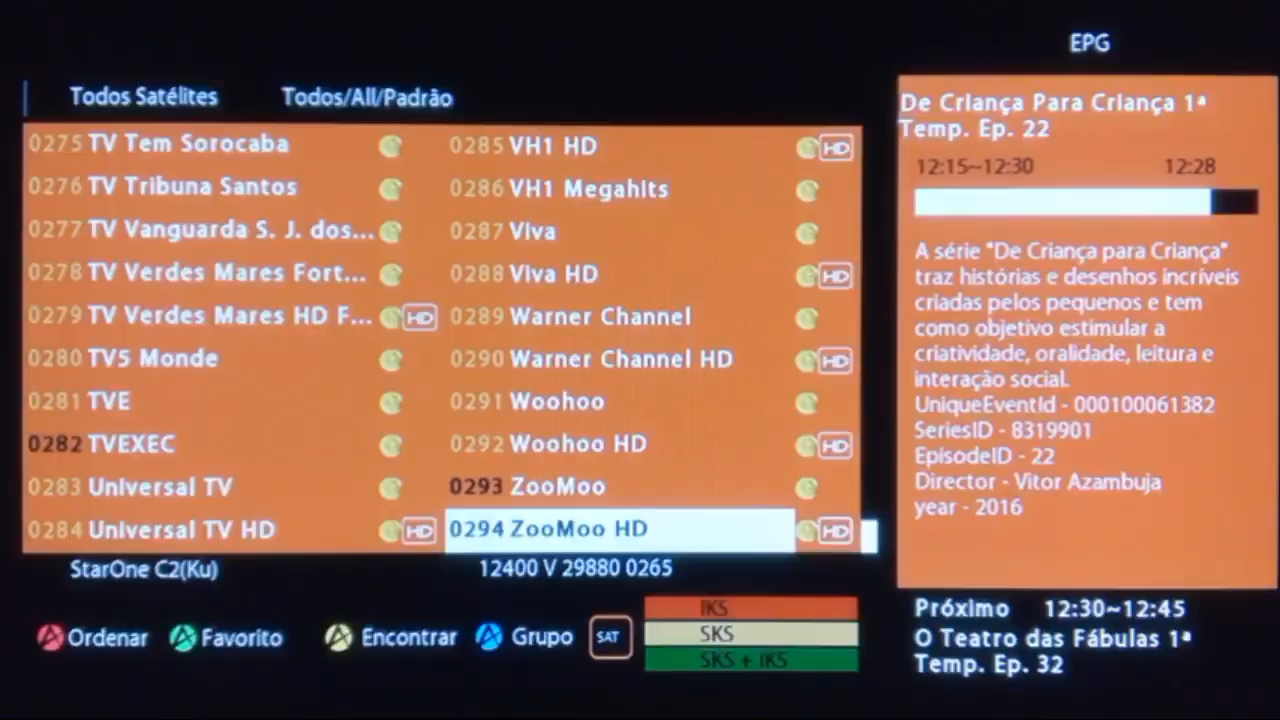 EPG
Todos Satélites Todos/All/Padrão
0275 TV Tem Sorocaba
0276 TV Tribuna Santos
0277 TV Vanguarda S. J. dos...
0278 TV Verdes Mares Fort...
0279 TV Verdes Mares HD F... HD
0280 TV5 Monde
0281 TVE
0282 TVEXEC
0283 Universal TV
0284 Universal TV HD HD
0285 VH1 HD HD
0286 VH1 Megahits
0287 Viva
0288 Viva HD HD
0289 Warner Channel
0290 Warner Channel HD HD
0291 Woohoo
0292 Woohoo HD HD
0293 ZooMoo
0294 ZooMoo HD HD
StarOne C2(Ku) 12400 V 29880 0265
A Ordenar A Favorito A Encontrar A Grupo SAT
IKS
SKS
SKS + IKS
De Criança Para Criança 1ª
Temp. Ep. 22
12:15~12:30 12:28
A série "De Criança para Criança"
traz histórias e desenhos incríveis
criadas pelos pequenos e tem
como objetivo estimular a
criatividade, oralidade, leitura e
interação social.
UniqueEventId - 000100061382
SeriesID - 8319901
EpisodeID - 22
Director - Vitor Azambuja
year - 2016
Próximo 12:30~12:45
O Teatro das Fábulas 1ª
Temp. Ep. 32